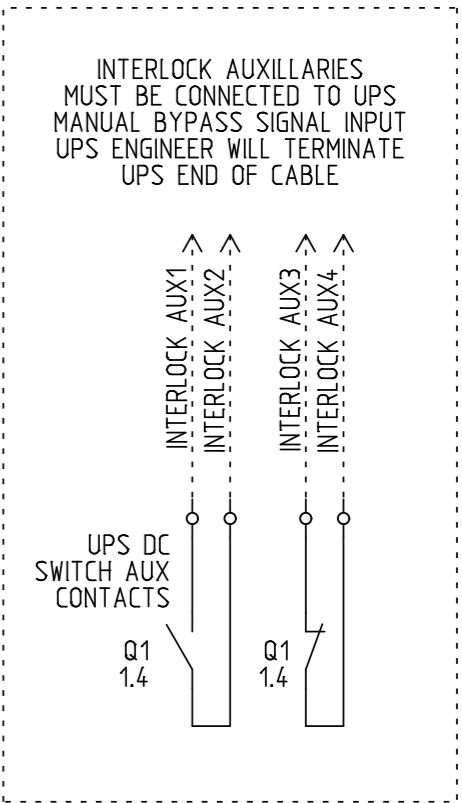 INTERLOCK AUXILLARIES
MUST BE CONNECTED TO UPS
MANUAL BYPASS SIGNAL INPUT
UPS ENGINEER WILL TERMINATE
UPS END OF CABLE
INTERLOCK AUX1
INTERLOCK AUX2
INTERLOCK AUX3
INTERLOCK AUX4
UPS DC
SWITCH AUX
CONTACTS
Q1
1.4
Q1
1.4